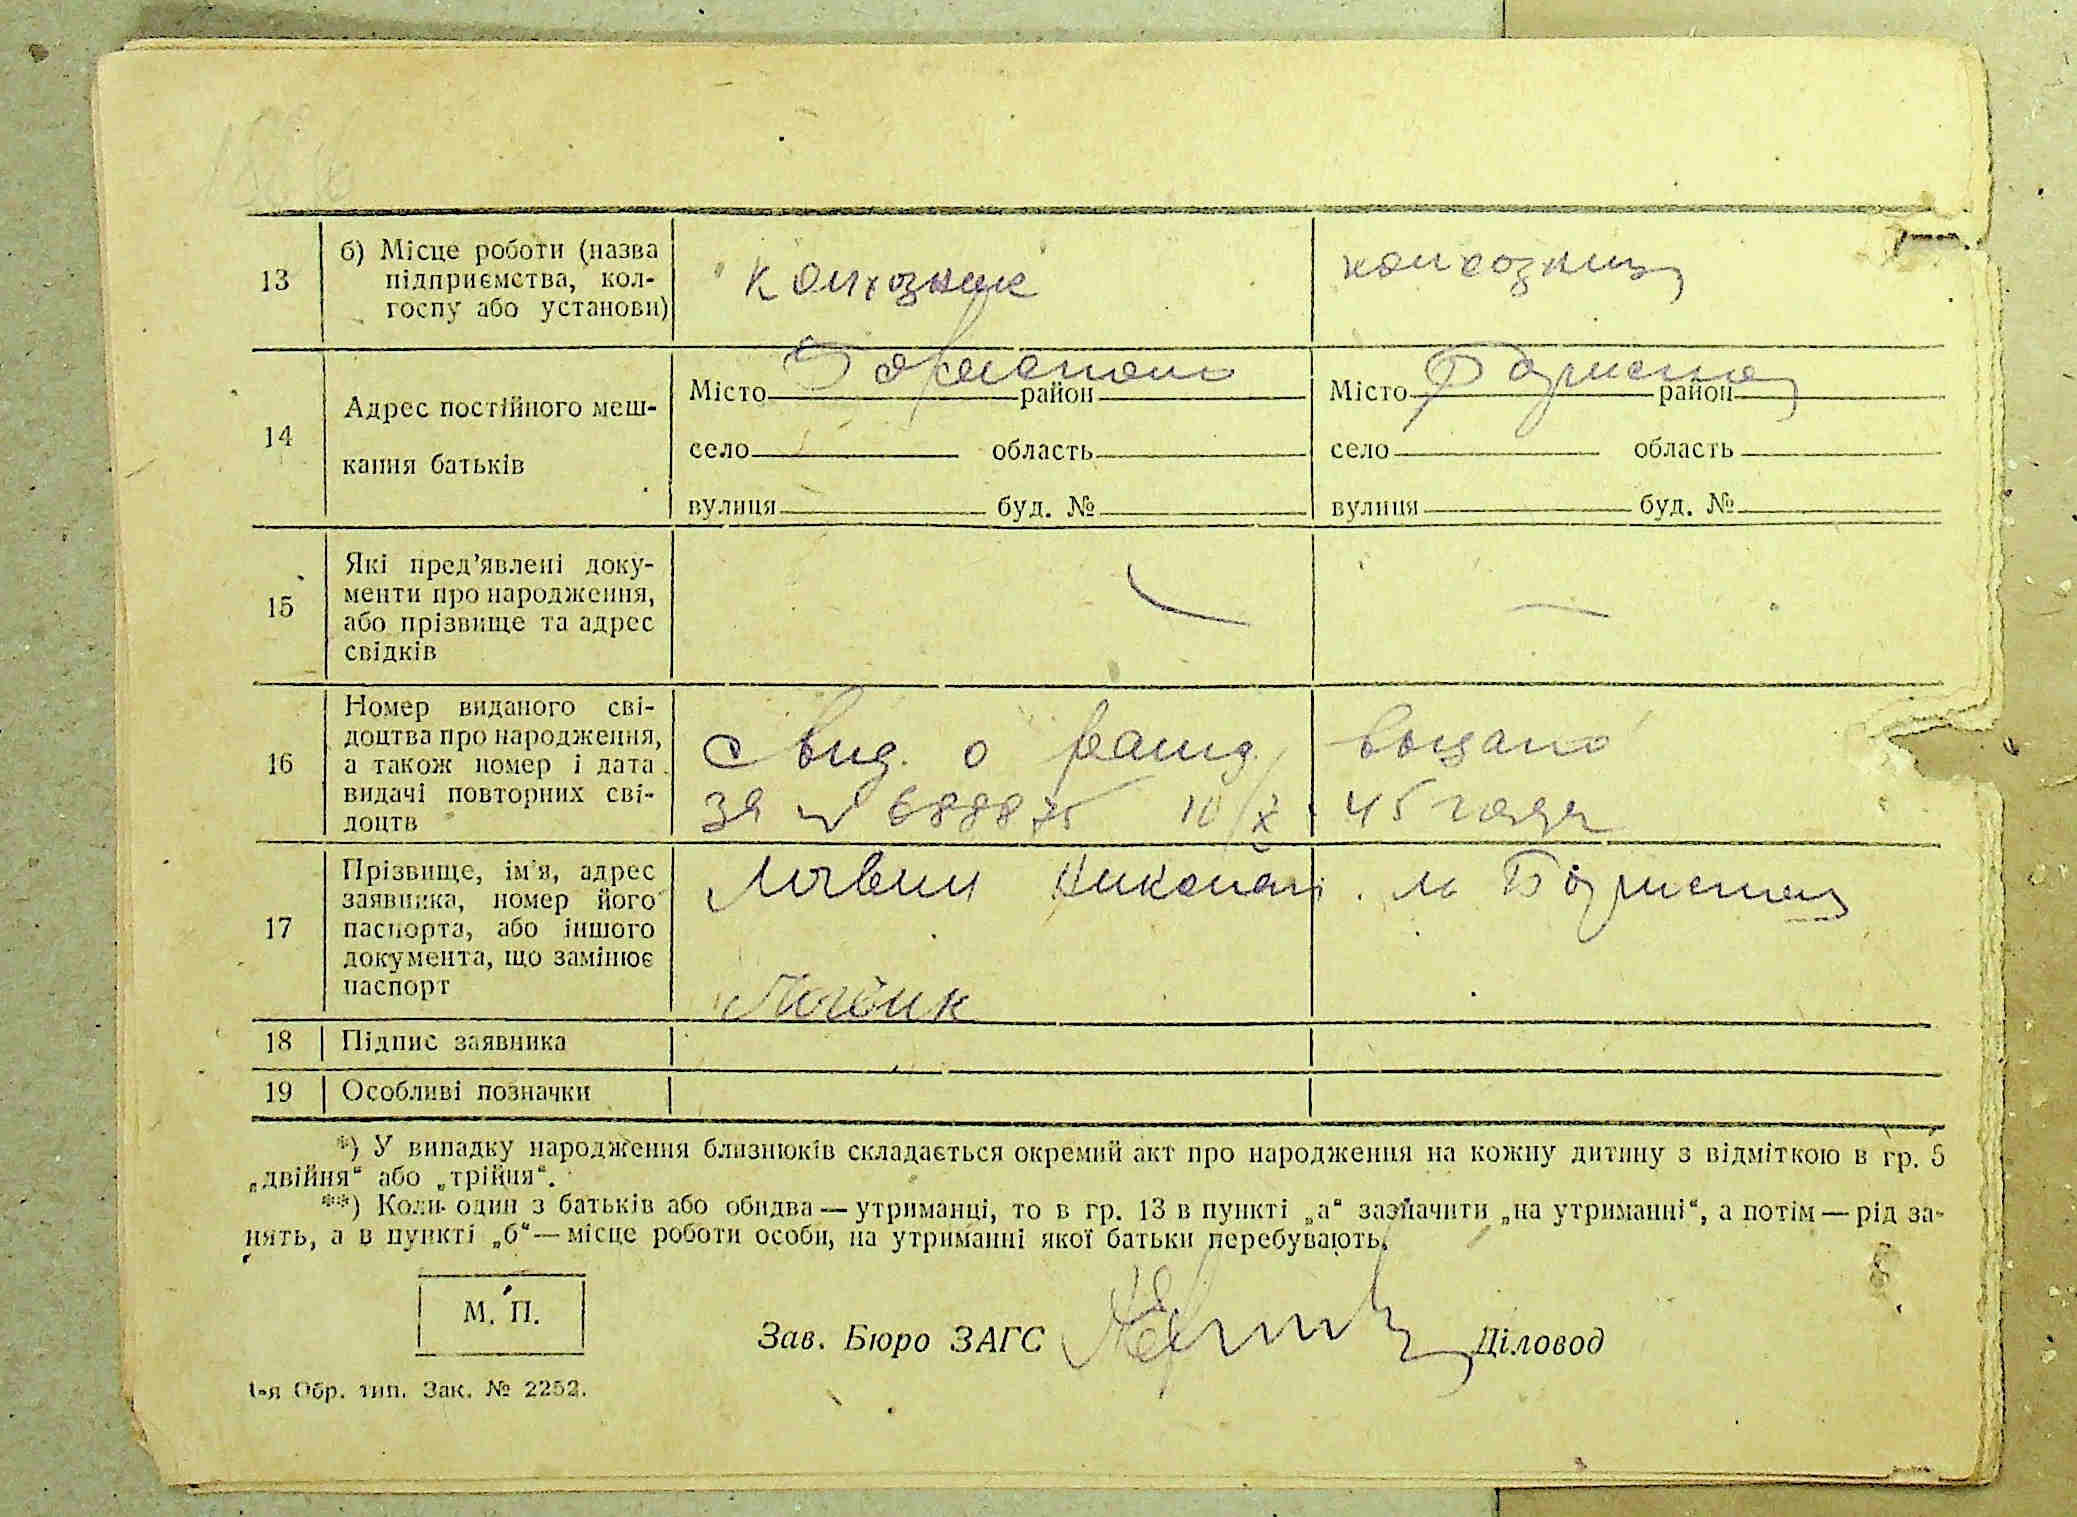 13
б) Місце роботи (назва
підприємства, кол-
госпу або установи)
колхозник
колхозница
14
Адрес постійного меш-
кання батьків
Місто район
село область
вулиця буд. №
Місто район
село область
вулиця буд. №
15
Які пред’явлені доку-
менти про народження,
або прізвище та адрес
свідків
16
Номер виданого сві-
доцтва про народження,
а також номер і дата
видачі повторних сві-
доцтв
Свид. о рожд. выдано
за № 688875 10/X 45 года
17
Прізвище, ім'я, адрес
заявника, номер його
паспорта, або іншого
документа, що замінює
паспорт
Николай м
18 Підпис заявника
19 Особливі позначки
*) У випадку народження близнюків складається окремий акт про народження на кожну дитину з відміткою в гр. 5
„двійня“ або „трійня“.
**) Коли один з батьків або обидва — утриманці, то в гр. 13 в пункті „а“ зазначити „на утриманні“, а потім — рід за-
нять, а в пункті „б“ — місце роботи особи, на утриманні якої батьки перебувають.
М. П.
Зав. Бюро ЗАГС Діловод
1-я Обр. тип. Зак. № 2252.